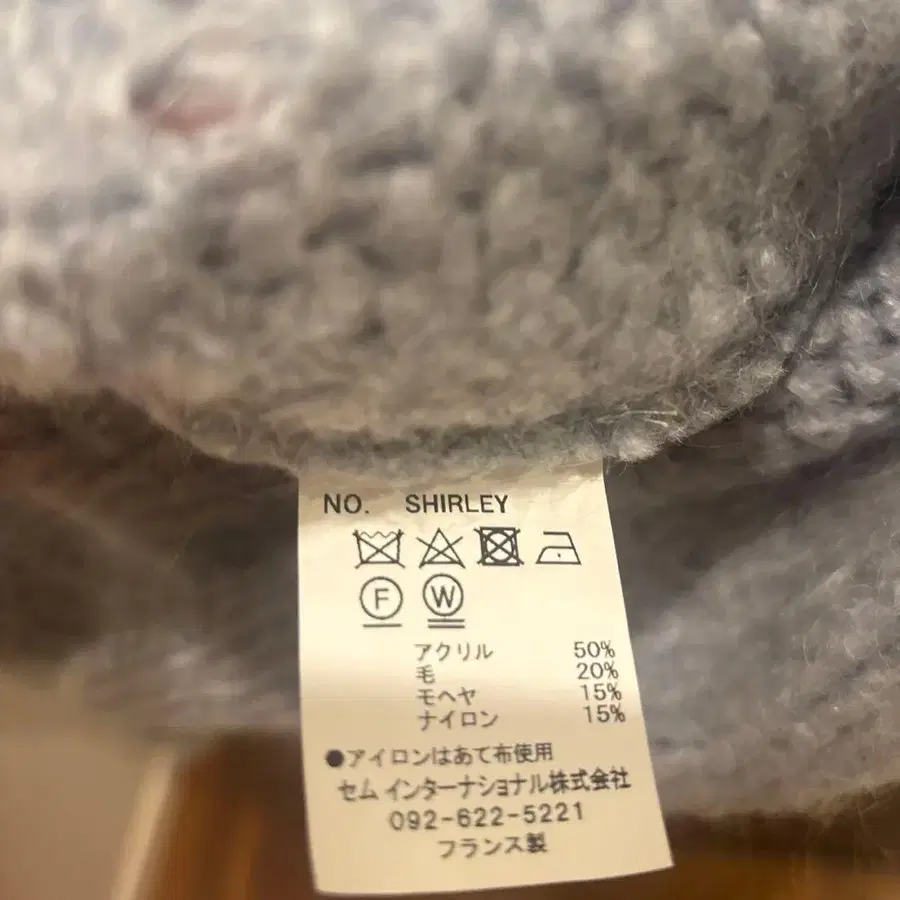 NO. SHIRLEY
F W
アクリル 50%
毛 20%
モヘヤ 15%
ナイロン 15%
●アイロンはあて布使用
セム インターナショナル株式会社
092-622-5221
フランス製